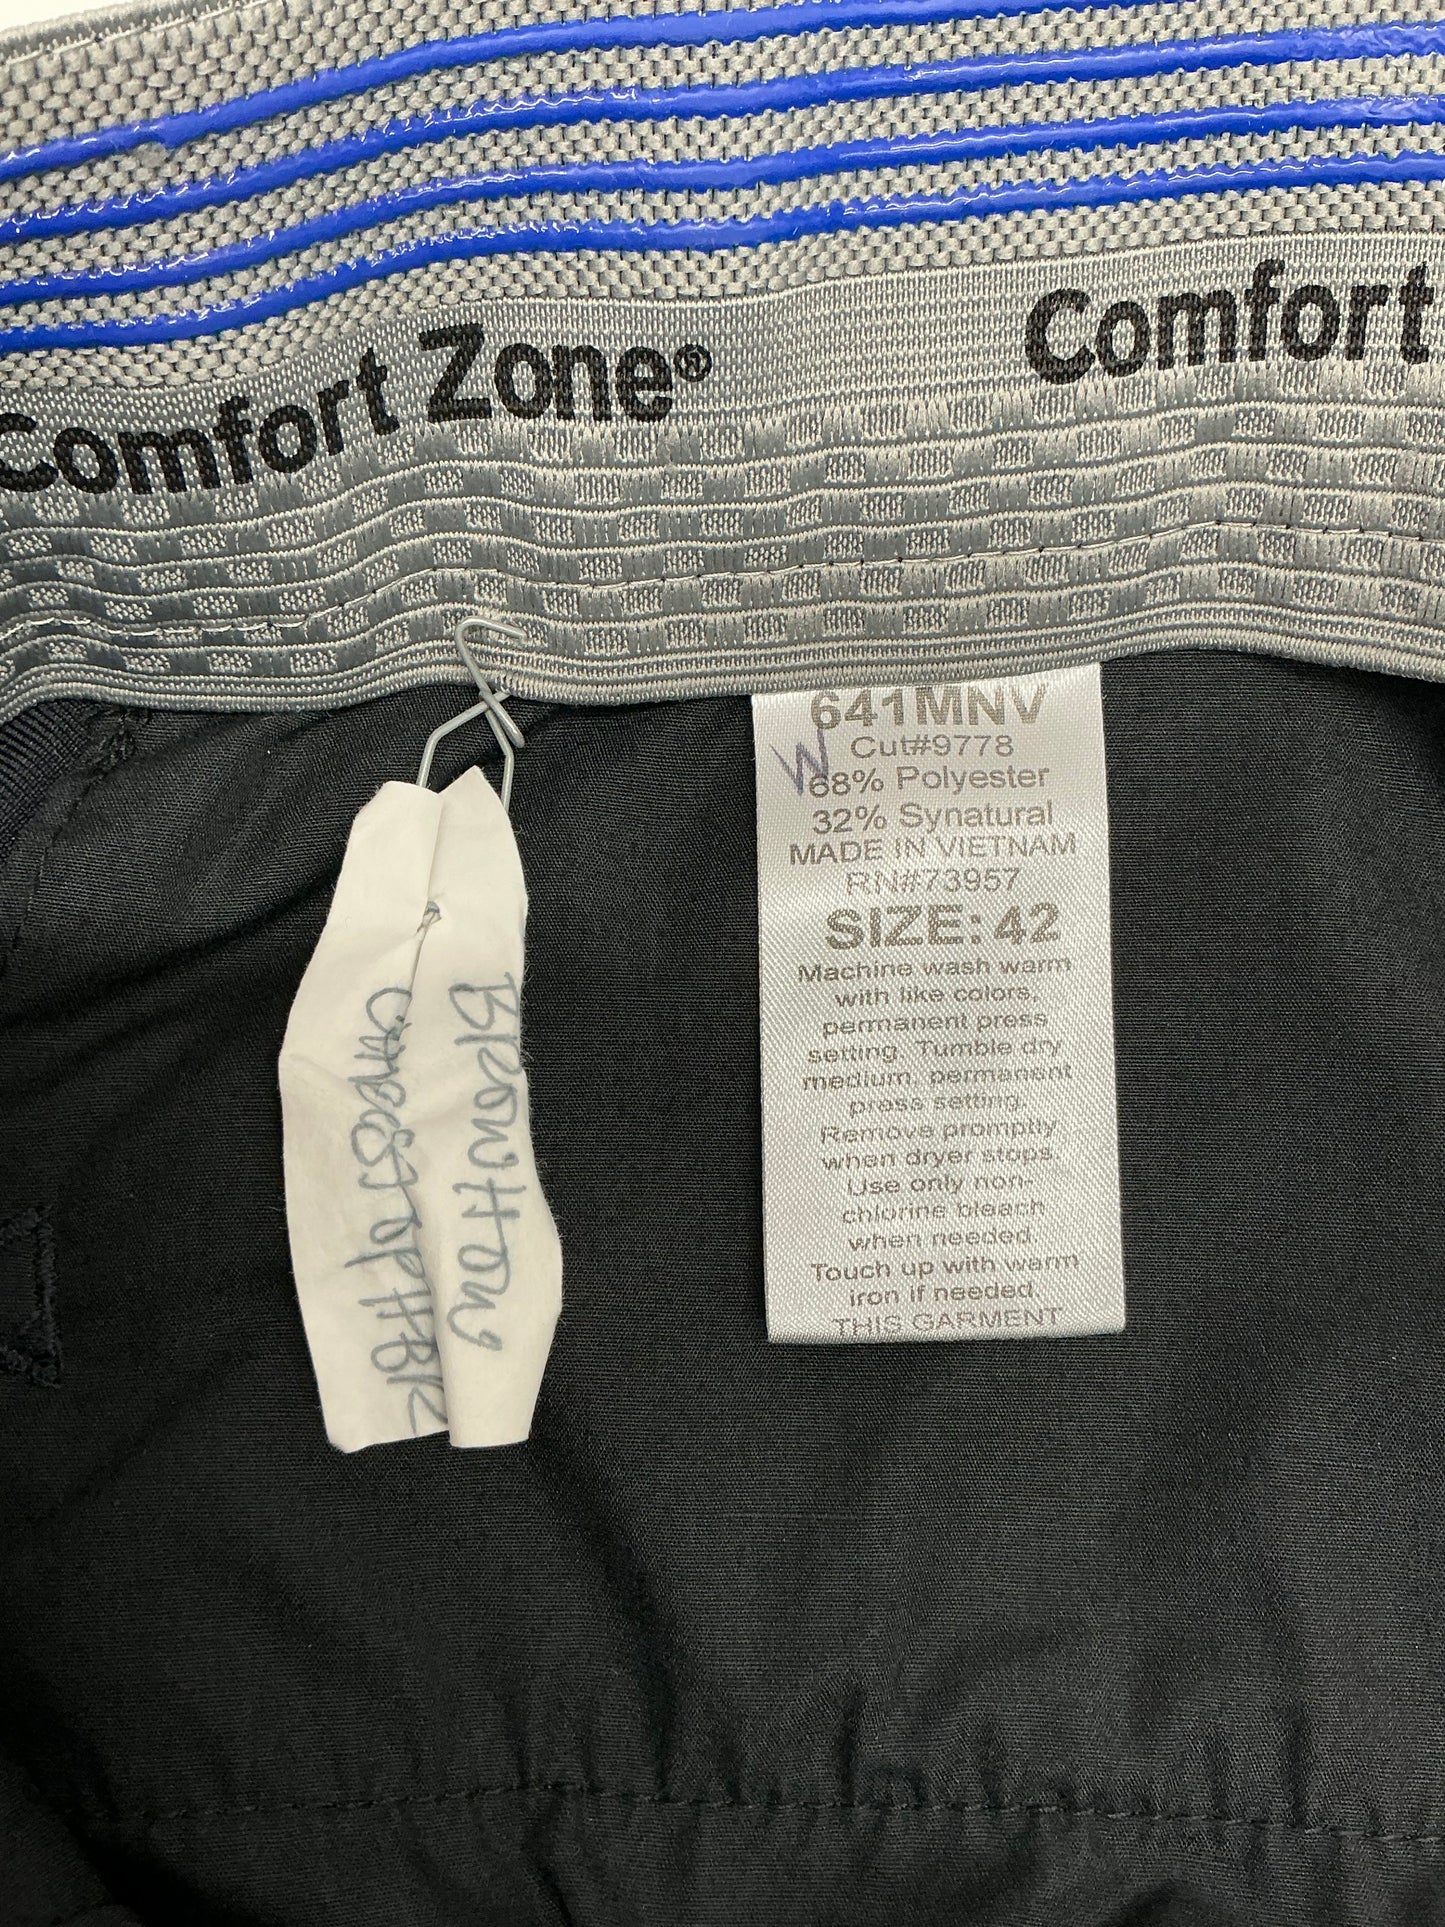 Comfort Zone® Comfort
641MNV
W
Cut#9778
68% Polyester
32% Synatural
MADE IN VIETNAM
RN#73957
SIZE: 42
Machine wash warm
with like colors,
permanent press
setting. Tumble dry
medium, permanent
press setting.
Remove promptly
when dryer stops.
Use only non-
chlorine bleach
when needed.
Touch up with warm
iron if needed.
THIS GARMENT